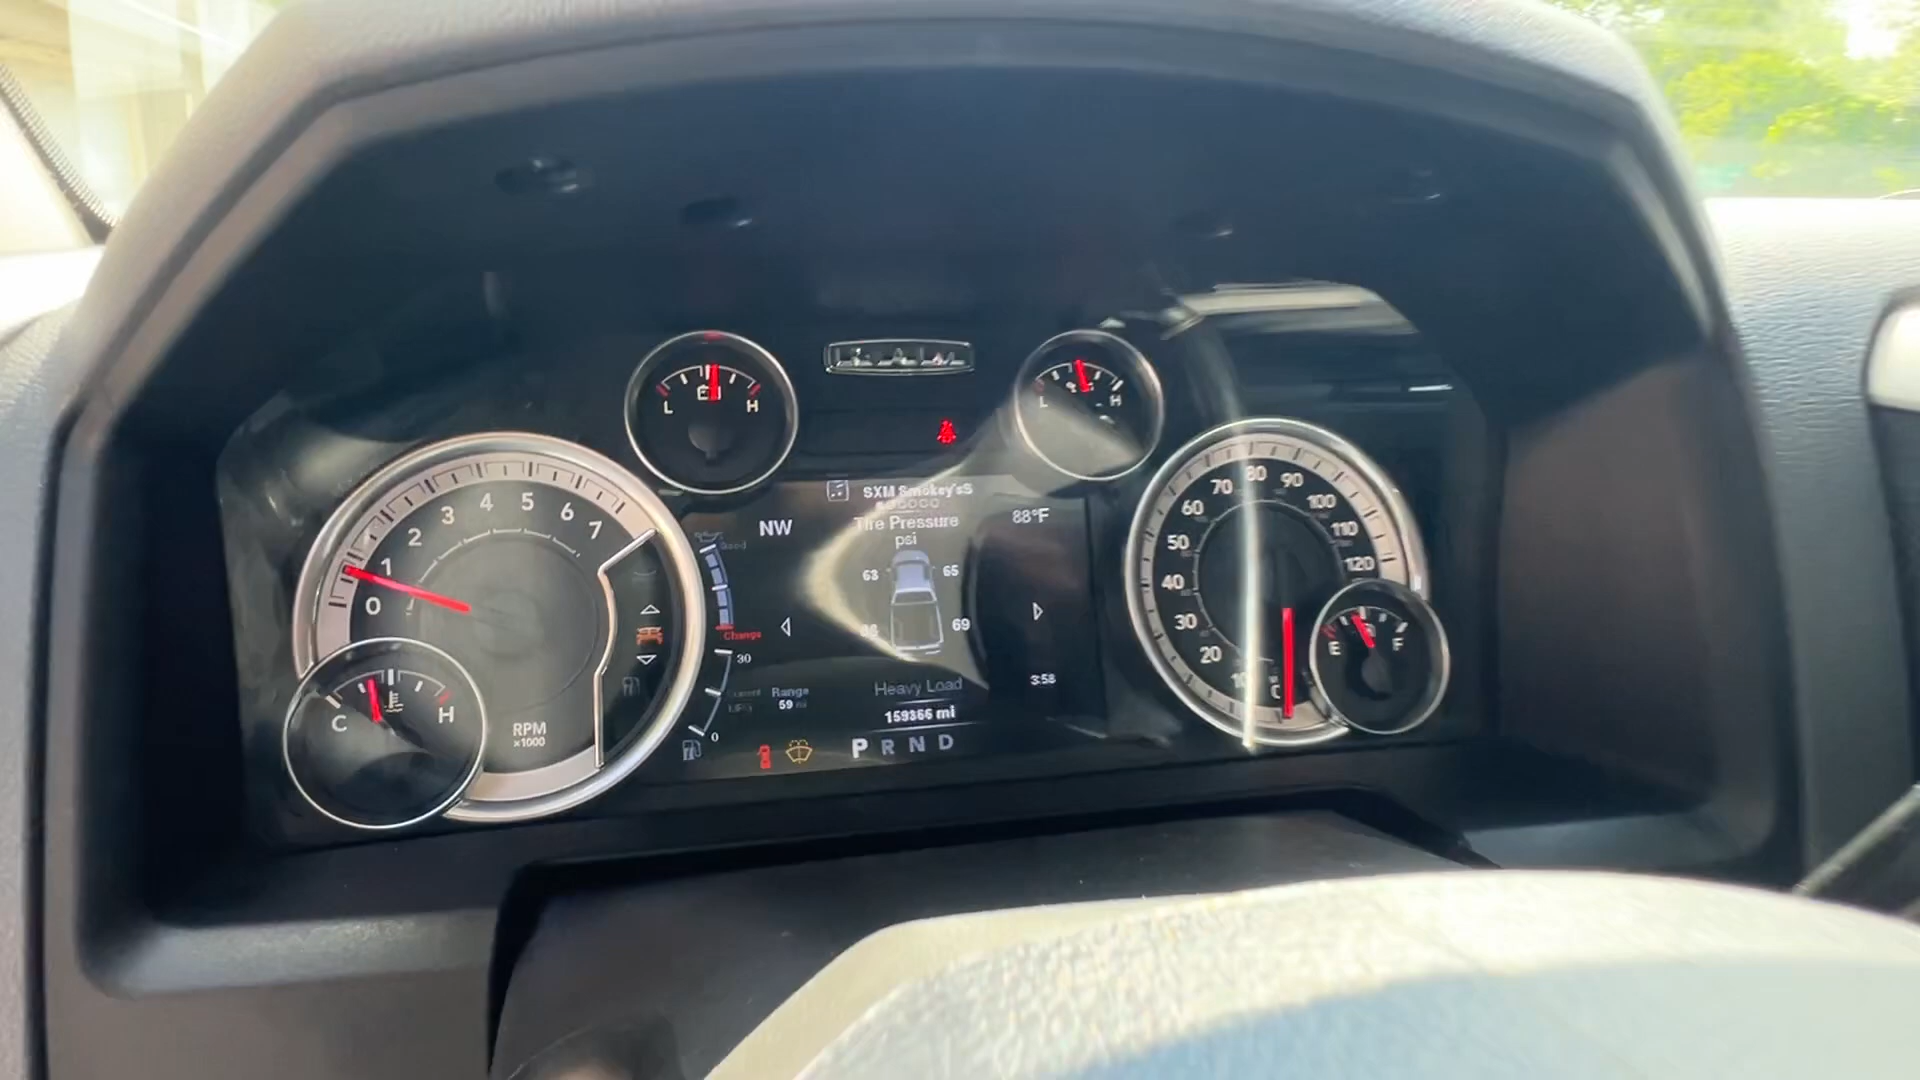 RAM
L H
L H
SXM Smokey'sS
NW
Tire Pressure
88°F
psi
63 65
69
Heavy Load
Range
59 mi
159366 mi
3:58
P R N D
Good
Change
30
0
0 1 2 3 4 5 6 7
RPM
x1000
C H
20 30 40 50 60 70 80 90 100 110 120
E F